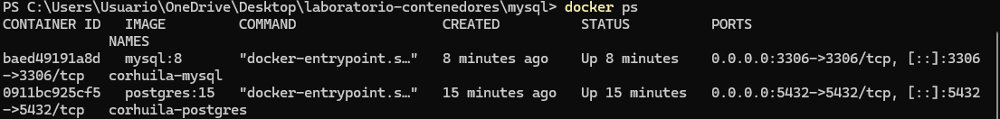 PS C:\Users\Usuario\OneDrive\Desktop\laboratorio-contenedores\mysql> docker ps
CONTAINER ID   IMAGE         COMMAND                  CREATED          STATUS          PORTS
               NAMES
baed49191a8d   mysql:8       "docker-entrypoint.s…"   8 minutes ago    Up 8 minutes    0.0.0.0:3306->3306/tcp, [::]:3306
->3306/tcp   corhuila-mysql
0911bc925cf5   postgres:15   "docker-entrypoint.s…"   15 minutes ago   Up 15 minutes   0.0.0.0:5432->5432/tcp, [::]:5432
->5432/tcp   corhuila-postgres